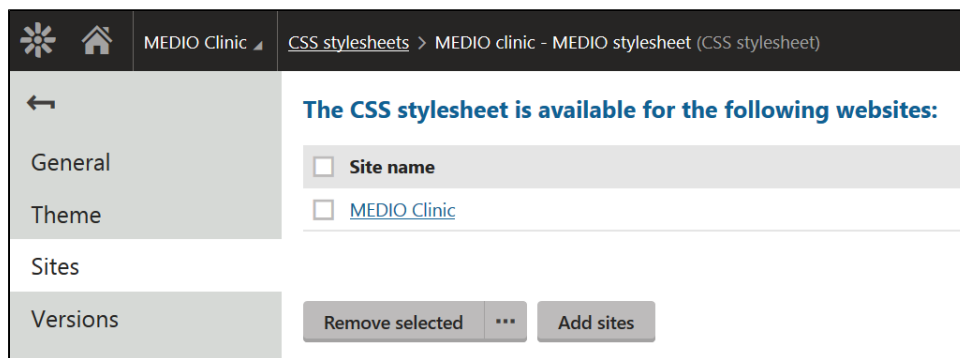 MEDIO Clinic CSS stylesheets > MEDIO clinic - MEDIO stylesheet (CSS stylesheet)
The CSS stylesheet is available for the following websites:
General
Site name
Theme
MEDIO Clinic
Sites
Versions
Remove selected ··· Add sites